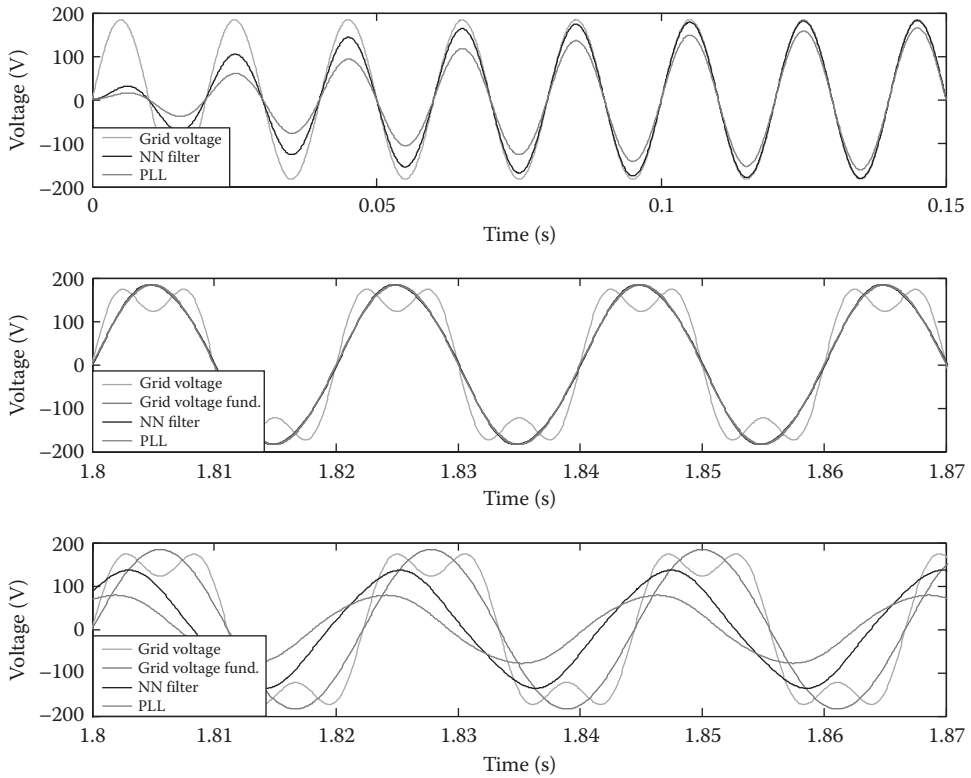 200
100
0
−100
−200
Voltage (V)
Grid voltage
NN filter
PLL
0
0.05
0.1
0.15
Time (s)
200
100
0
−100
−200
Voltage (V)
Grid voltage
Grid voltage fund.
NN filter
PLL
1.8
1.81
1.82
1.83
1.84
1.85
1.86
1.87
Time (s)
200
100
0
−100
−200
Voltage (V)
Grid voltage
Grid voltage fund.
NN filter
PLL
1.8
1.81
1.82
1.83
1.84
1.85
1.86
1.87
Time (s)